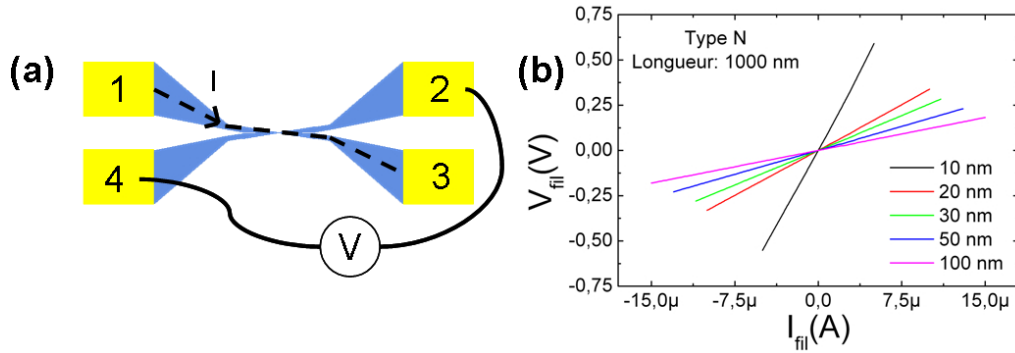 (a)
I
1
2
4
3
V
(b)
Type N
Longueur: 1000 nm
V_fil(V)
0,75
0,50
0,25
0,00
-0,25
-0,50
-0,75
10 nm
20 nm
30 nm
50 nm
100 nm
-15,0µ -7,5µ 0,0 7,5µ 15,0µ
I_fil(A)